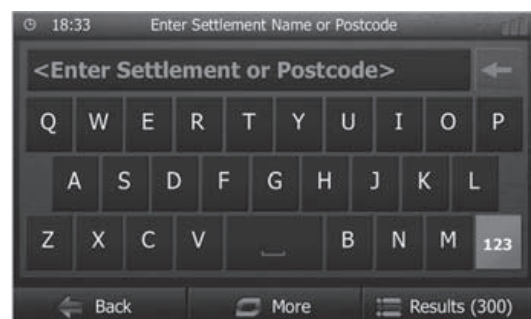 18:33 Enter Settlement Name or Postcode
<Enter Settlement or Postcode>
Q W E R T Y U I O P
A S D F G H J K L
Z X C V B N M 123
Back More Results (300)